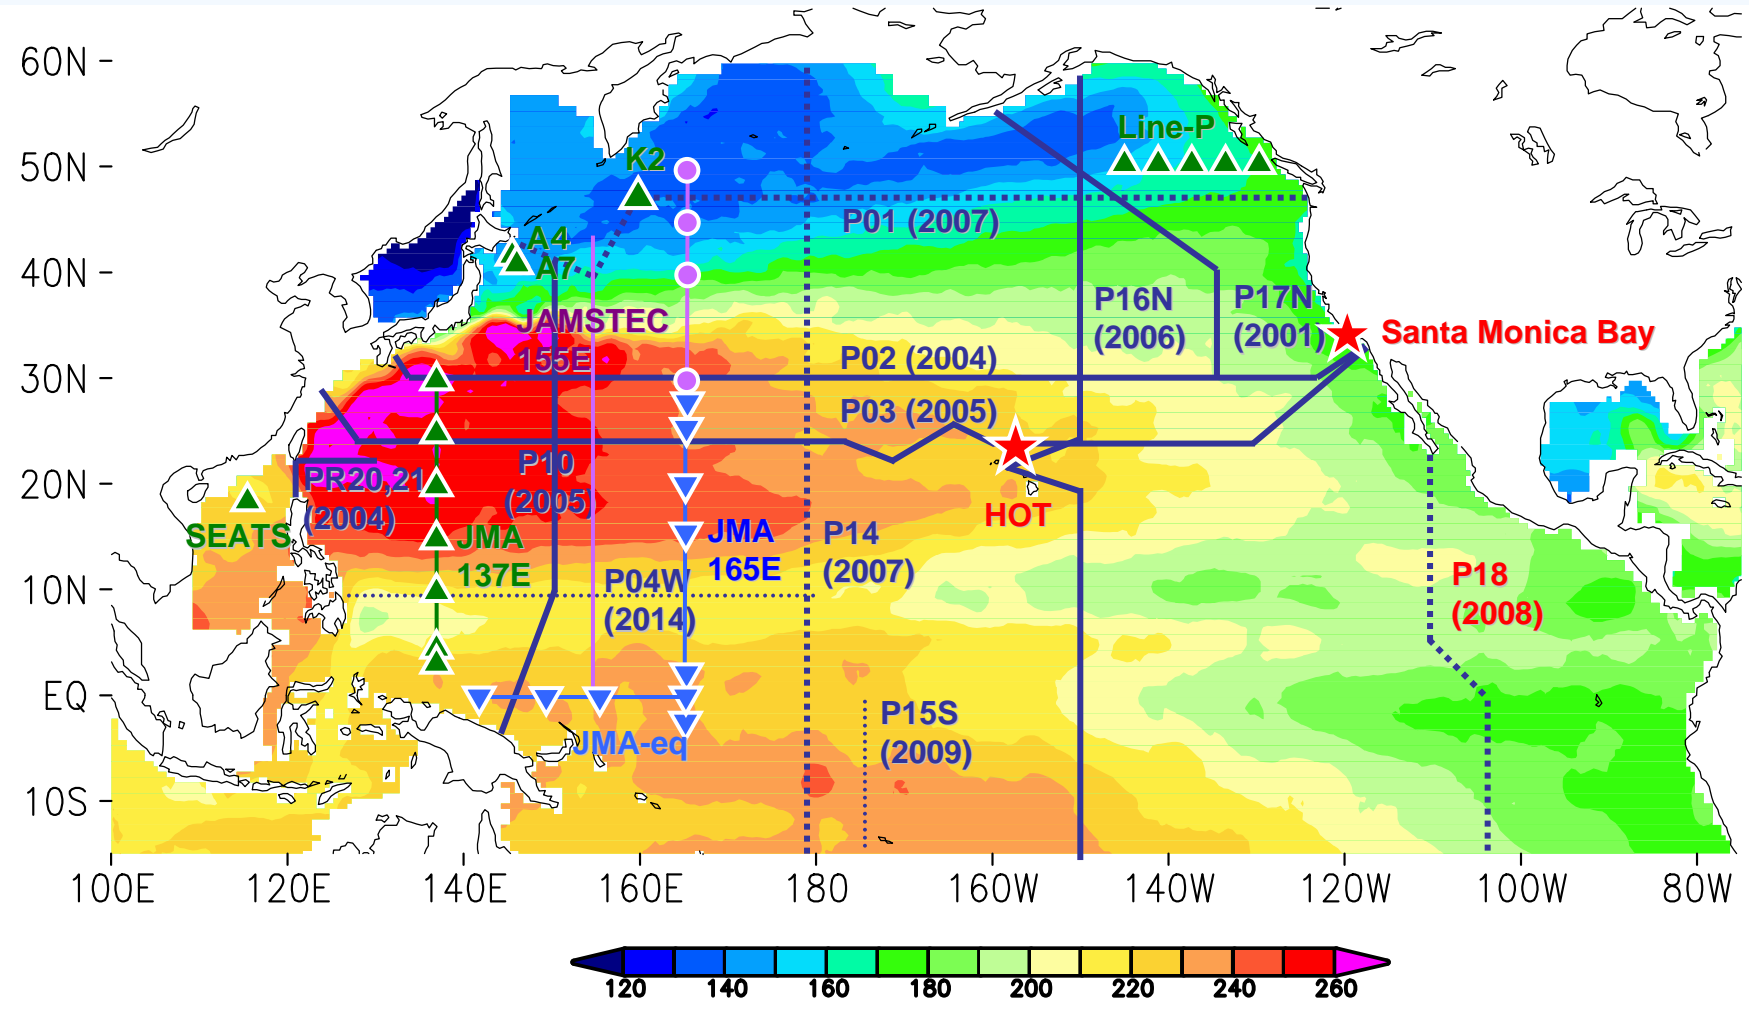 60N
50N
40N
30N
20N
10N
EQ
10S
Line-P
K2
P01 (2007)
A4
A7
P16N
(2006)
P17N
(2001)
JAMSTEC
155E
Santa Monica Bay
P02 (2004)
P03 (2005)
P10
(2005)
PR20,21
(2004)
SEATS
HOT
JMA
137E
JMA
165E
P14
(2007)
P04W
(2014)
P18
(2008)
P15S
(2009)
JMA-eq
100E 120E 140E 160E 180 160W 140W 120W 100W 80W
120 140 160 180 200 220 240 260